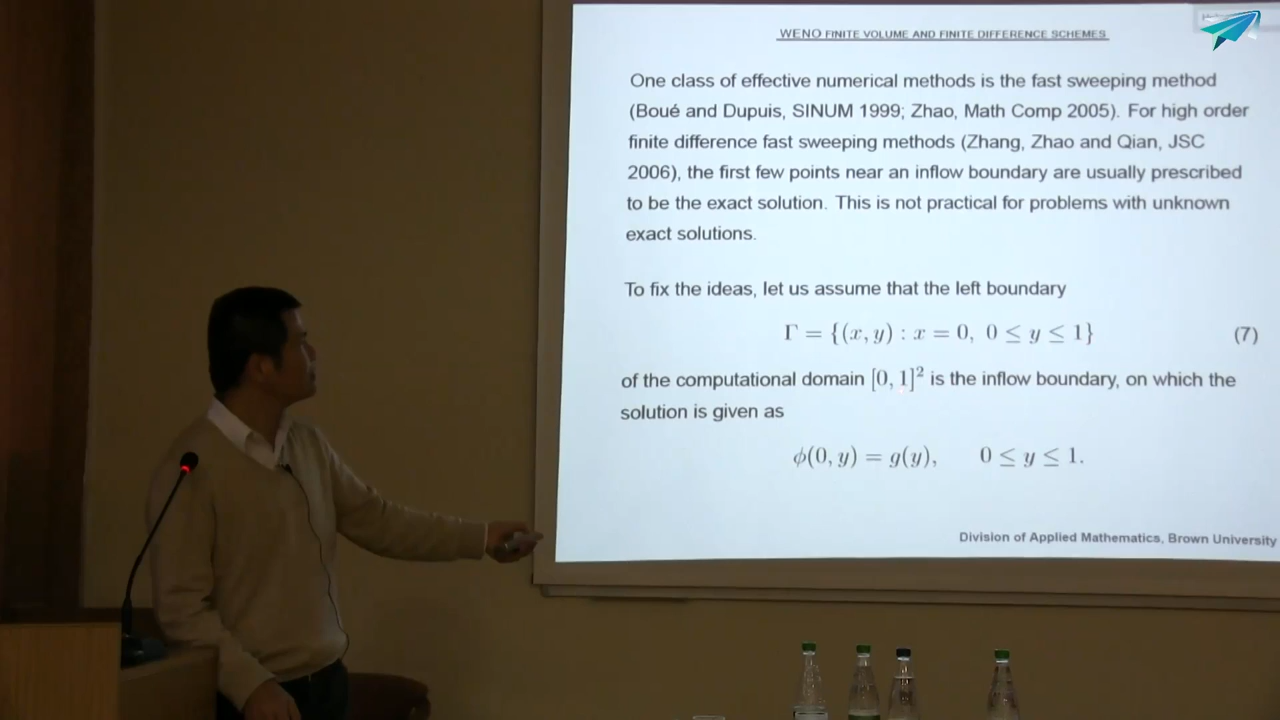 WENO FINITE VOLUME AND FINITE DIFFERENCE SCHEMES
One class of effective numerical methods is the fast sweeping method
(Boué and Dupuis, SINUM 1999; Zhao, Math Comp 2005). For high order
finite difference fast sweeping methods (Zhang, Zhao and Qian, JSC
2006), the first few points near an inflow boundary are usually prescribed
to be the exact solution. This is not practical for problems with unknown
exact solutions.
To fix the ideas, let us assume that the left boundary
Γ = {(x, y) : x = 0, 0 ≤ y ≤ 1} (7)
of the computational domain [0, 1]² is the inflow boundary, on which the
solution is given as
ϕ(0, y) = g(y), 0 ≤ y ≤ 1.
Division of Applied Mathematics, Brown University